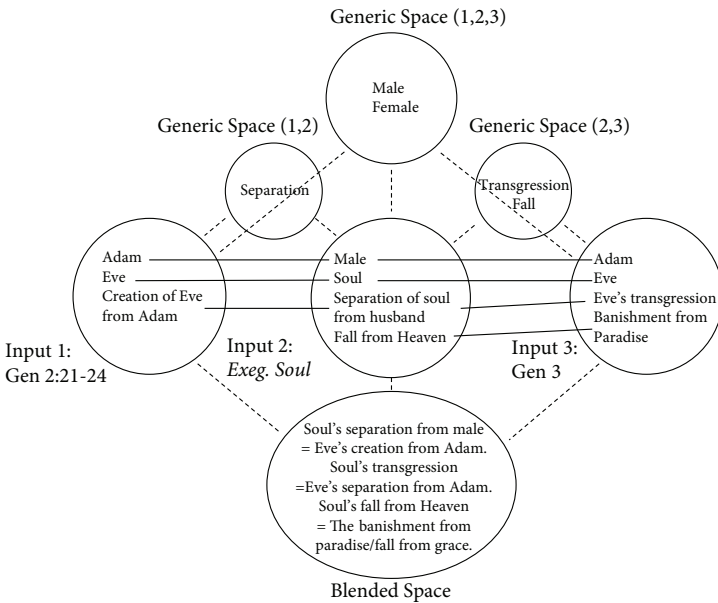 Generic Space (1,2,3)
Male
Female
Generic Space (1,2)
Generic Space (2,3)
Separation
Transgression
Fall
Adam
Eve
Creation of Eve
from Adam
Male
Soul
Separation of soul
from husband
Fall from Heaven
Adam
Eve
Eve's transgression
Banishment from
Paradise
Input 1:
Gen 2:21-24
Input 2:
Exeg. Soul
Input 3:
Gen 3
Soul's separation from male
= Eve's creation from Adam.
Soul's transgression
=Eve's separation from Adam.
Soul's fall from Heaven
= The banishment from
paradise/fall from grace.
Blended Space